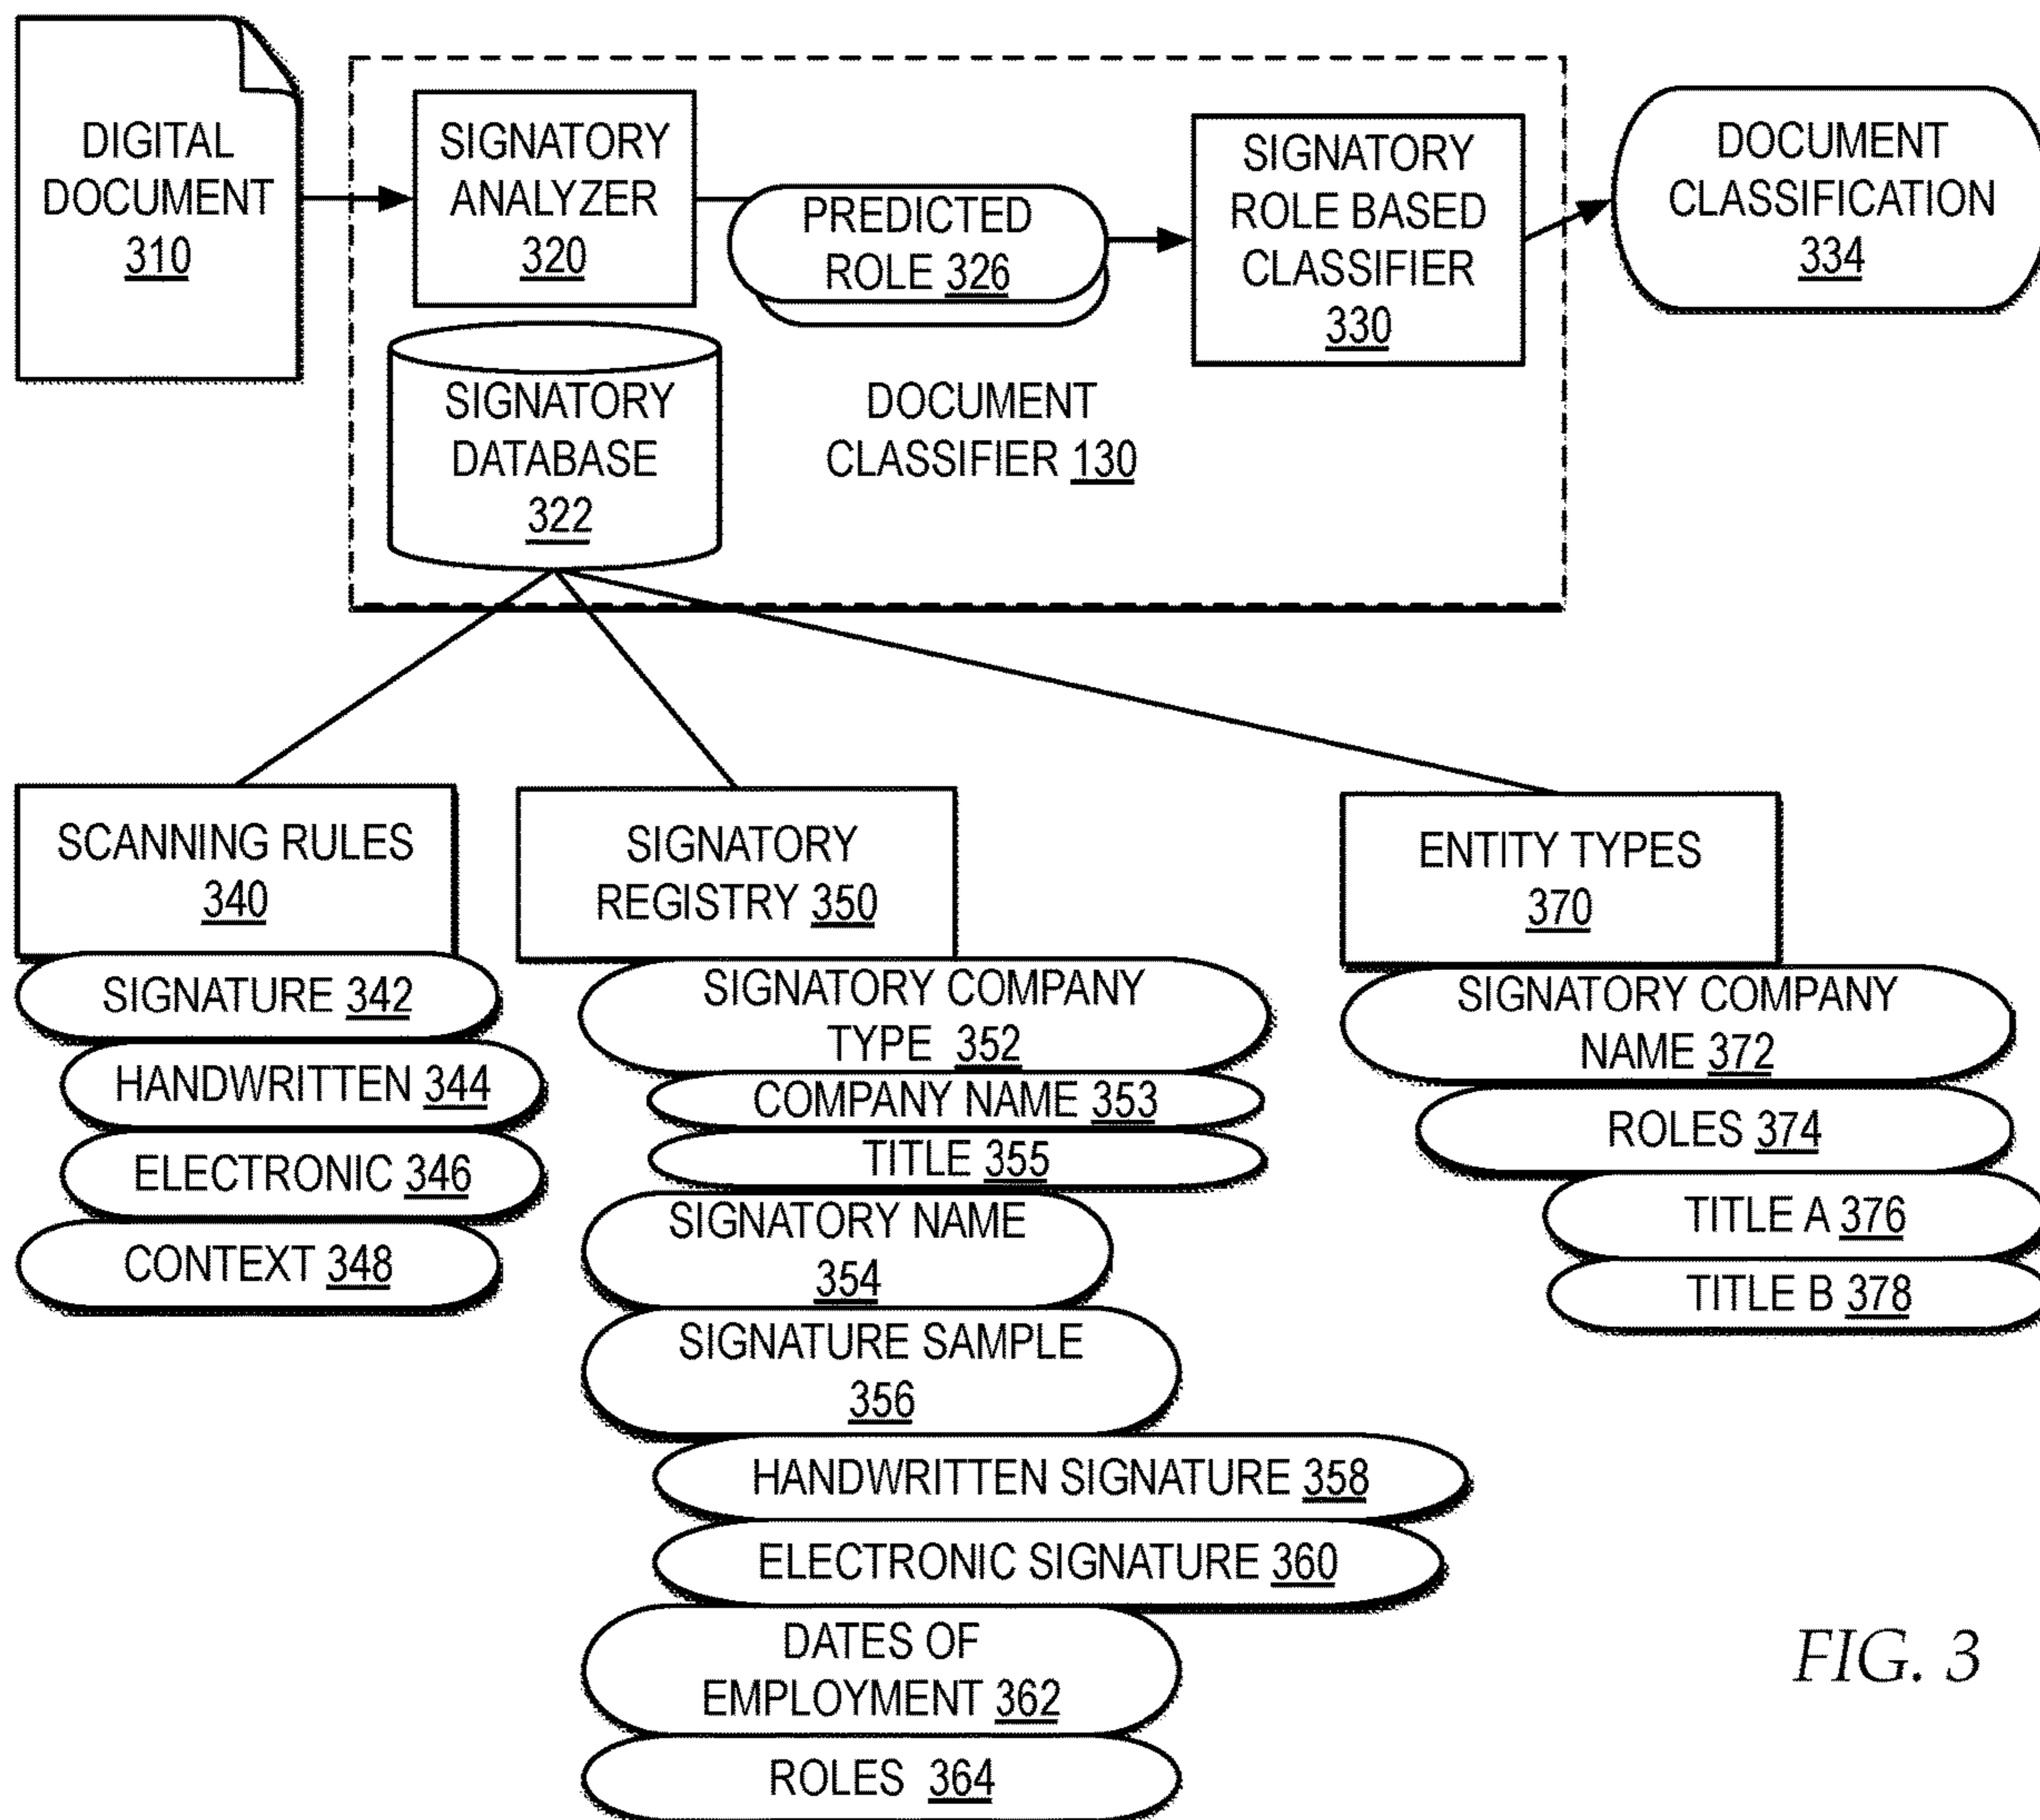 DIGITAL
DOCUMENT
310
SIGNATORY
ANALYZER
320
PREDICTED
ROLE 326
SIGNATORY
ROLE BASED
CLASSIFIER
330
DOCUMENT
CLASSIFICATION
334
SIGNATORY
DATABASE
322
DOCUMENT
CLASSIFIER 130
SCANNING RULES
340
SIGNATURE 342
HANDWRITTEN 344
ELECTRONIC 346
CONTEXT 348
SIGNATORY
REGISTRY 350
SIGNATORY COMPANY
TYPE 352
COMPANY NAME 353
TITLE 355
SIGNATORY NAME
354
SIGNATURE SAMPLE
356
HANDWRITTEN SIGNATURE 358
ELECTRONIC SIGNATURE 360
DATES OF
EMPLOYMENT 362
ROLES 364
ENTITY TYPES
370
SIGNATORY COMPANY
NAME 372
ROLES 374
TITLE A 376
TITLE B 378
FIG. 3